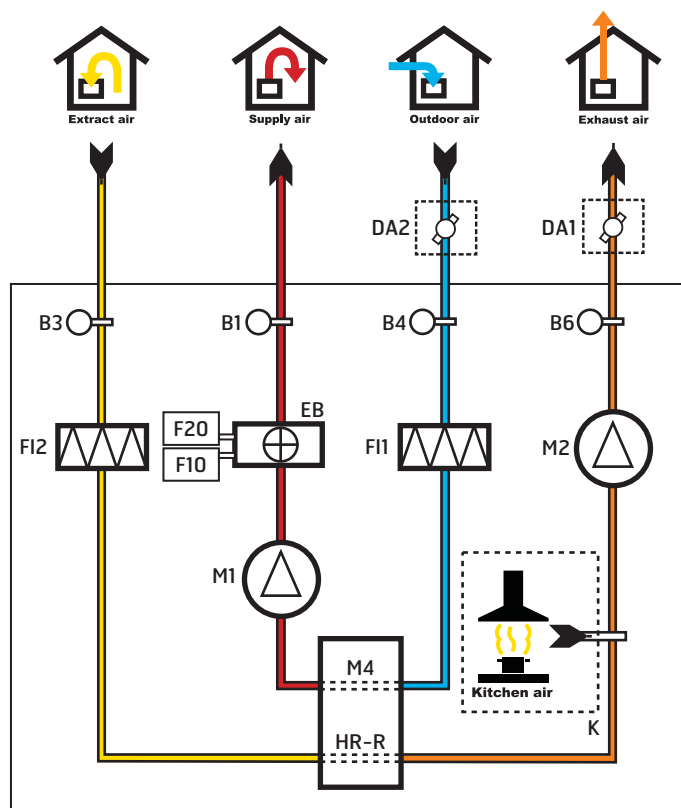 Extract air
Supply air
Outdoor air
Exhaust air
DA2
DA1
B3
B1
B4
B6
EB
F20
FI2
F10
FI1
M2
M1
M4
Kitchen air
K
HR-R